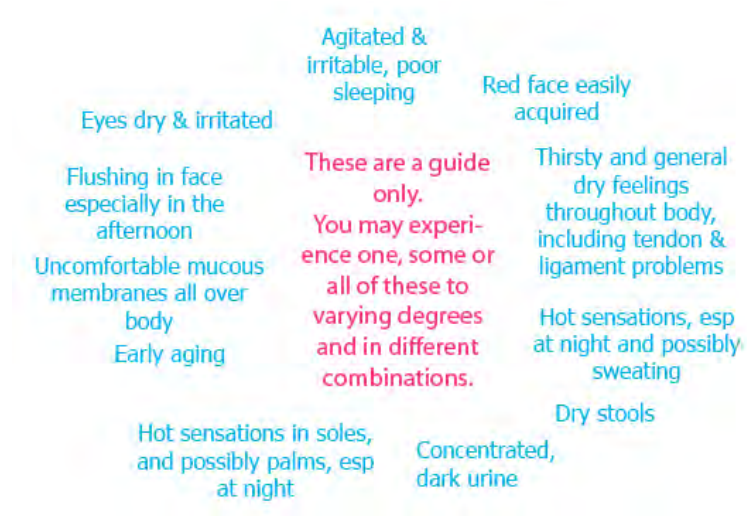 Agitated &
irritable, poor
sleeping
Red face easily
acquired
Eyes dry & irritated
Thirsty and general
dry feelings
throughout body,
including tendon &
ligament problems
Flushing in face
especially in the
afternoon
These are a guide
only.
You may experi-
ence one, some or
all of these to
varying degrees
and in different
combinations.
Uncomfortable mucous
membranes all over
body
Hot sensations, esp
at night and possibly
sweating
Early aging
Dry stools
Hot sensations in soles,
and possibly palms, esp
at night
Concentrated,
dark urine